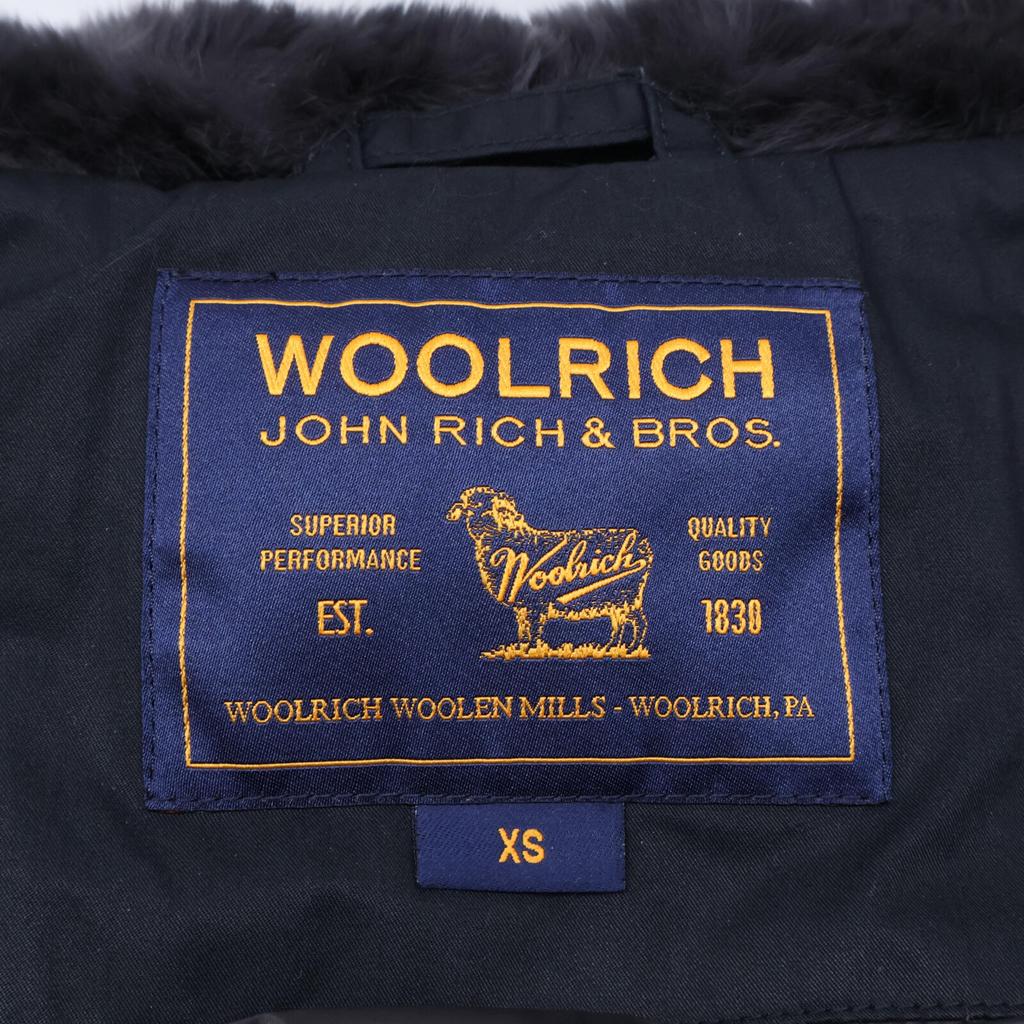 WOOLRICH
JOHN RICH & BROS.
SUPERIOR
PERFORMANCE
EST.
Woolrich
QUALITY
GOODS
1830
WOOLRICH WOOLEN MILLS - WOOLRICH, PA
XS